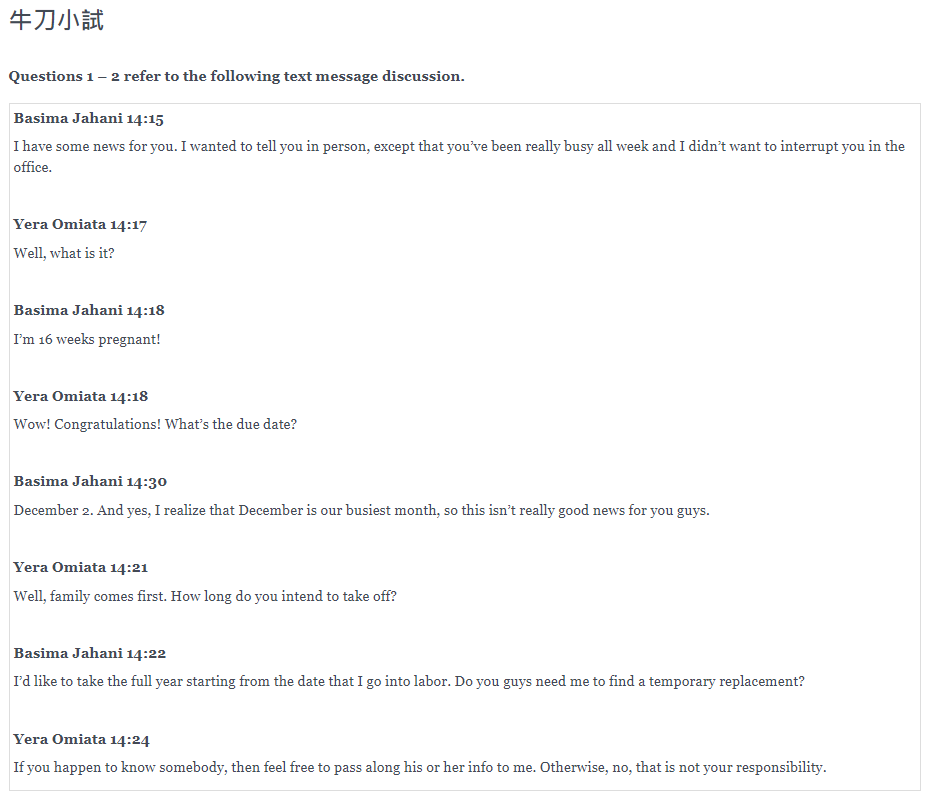 牛刀小試
Questions 1 – 2 refer to the following text message discussion.
Basima Jahani 14:15
I have some news for you. I wanted to tell you in person, except that you’ve been really busy all week and I didn’t want to interrupt you in the
office.
Yera Omiata 14:17
Well, what is it?
Basima Jahani 14:18
I’m 16 weeks pregnant!
Yera Omiata 14:18
Wow! Congratulations! What’s the due date?
Basima Jahani 14:30
December 2. And yes, I realize that December is our busiest month, so this isn’t really good news for you guys.
Yera Omiata 14:21
Well, family comes first. How long do you intend to take off?
Basima Jahani 14:22
I’d like to take the full year starting from the date that I go into labor. Do you guys need me to find a temporary replacement?
Yera Omiata 14:24
If you happen to know somebody, then feel free to pass along his or her info to me. Otherwise, no, that is not your responsibility.